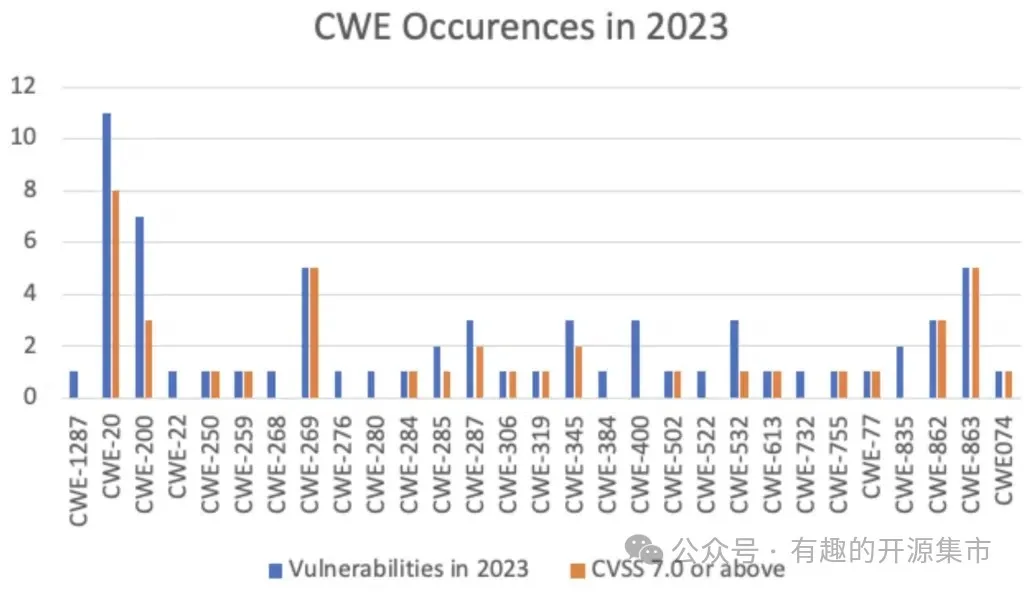 CWE Occurences in 2023
12
10
8
6
4
2
0
CWE-1287
CWE-20
CWE-200
CWE-22
CWE-250
CWE-259
CWE-268
CWE-269
CWE-276
CWE-280
CWE-284
CWE-285
CWE-287
CWE-306
CWE-319
CWE-345
CWE-384
CWE-400
CWE-502
CWE-522
CWE-532
CWE-613
CWE-732
CWE-755
CWE-77
CWE-835
CWE-862
CWE-863
CWE074
公众号 · 有趣的开源集市
Vulnerabilities in 2023
CVSS 7.0 or above